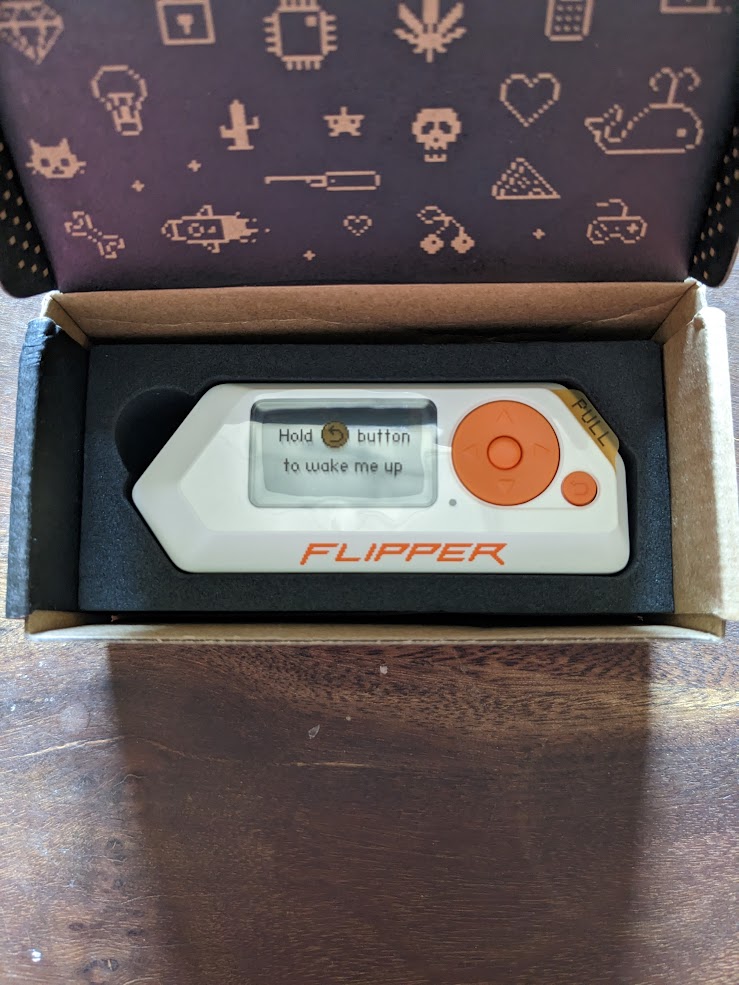 Hold button
to wake me up
PULL
FLIPPER